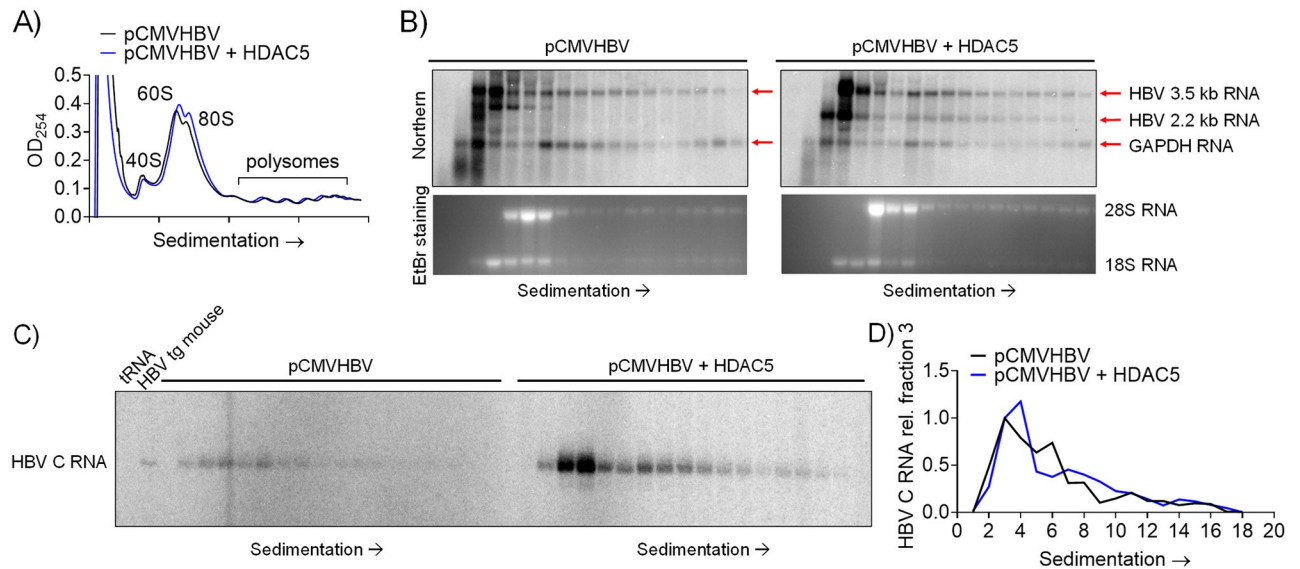 A)
pCMVHBV
pCMVHBV + HDAC5
0.5
0.4
0.3
0.2
0.1
0.0
OD254
60S
80S
40S
polysomes
Sedimentation →
B)
pCMVHBV
pCMVHBV + HDAC5
Northern
HBV 3.5 kb RNA
HBV 2.2 kb RNA
GAPDH RNA
EtBr staining
28S RNA
18S RNA
Sedimentation →
Sedimentation →
C)
tRNA
HBV tg mouse
pCMVHBV
pCMVHBV + HDAC5
HBV C RNA
Sedimentation →
Sedimentation →
D)
pCMVHBV
pCMVHBV + HDAC5
HBV C RNA rel. fraction 3
1.5
1.0
0.5
0.0
0 2 4 6 8 10 12 14 16 18 20
Sedimentation →